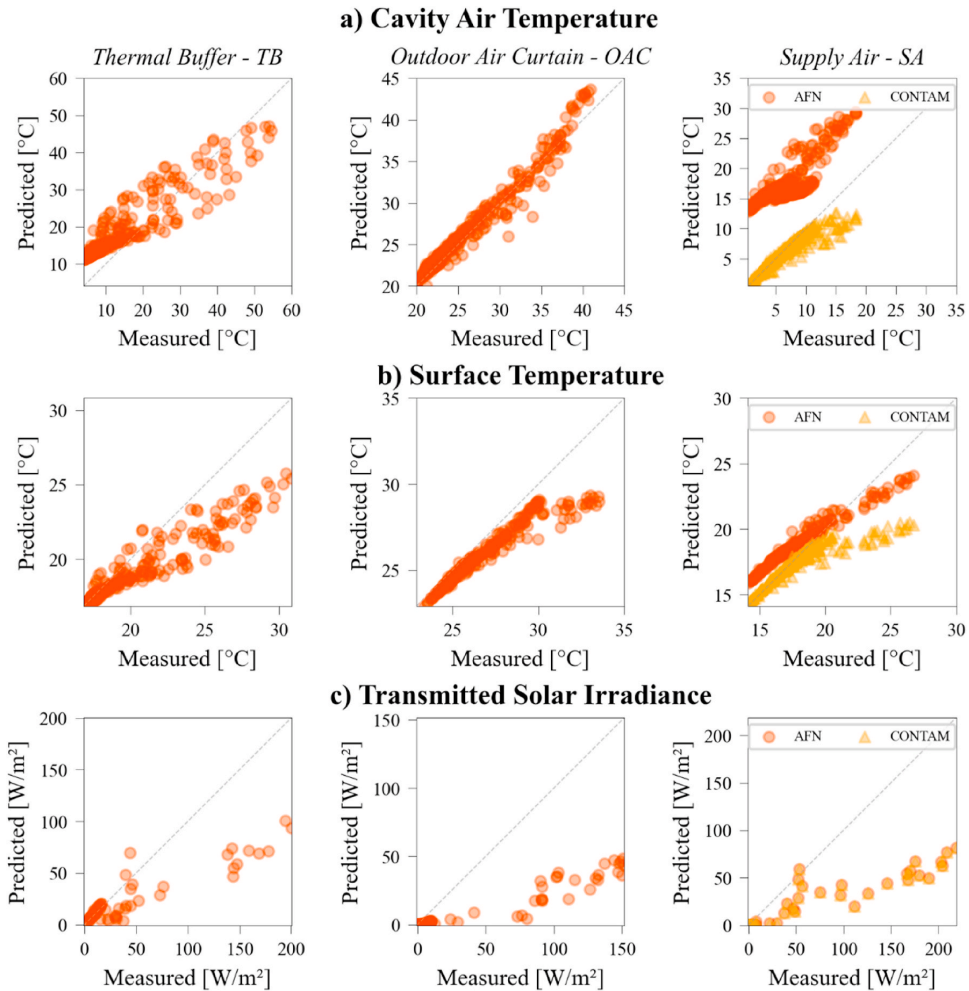 a) Cavity Air Temperature
Thermal Buffer - TB
Outdoor Air Curtain - OAC
Supply Air - SA
Predicted [°C]
60
50
40
30
20
10
10 20 30 40 50 60
Measured [°C]
Predicted [°C]
45
40
35
30
25
20
20 25 30 35 40 45
Measured [°C]
AFN CONTAM
Predicted [°C]
35
30
25
20
15
10
5
5 10 15 20 25 30 35
Measured [°C]
b) Surface Temperature
Predicted [°C]
30
25
20
20 25 30
Measured [°C]
Predicted [°C]
35
30
25
25 30 35
Measured [°C]
AFN CONTAM
Predicted [°C]
30
25
20
15
15 20 25 30
Measured [°C]
c) Transmitted Solar Irradiance
Predicted [W/m²]
200
150
100
50
0
0 50 100 150 200
Measured [W/m²]
Predicted [W/m²]
150
100
50
0
0 50 100 150
Measured [W/m²]
AFN CONTAM
Predicted [W/m²]
200
150
100
50
0
0 50 100 150 200
Measured [W/m²]